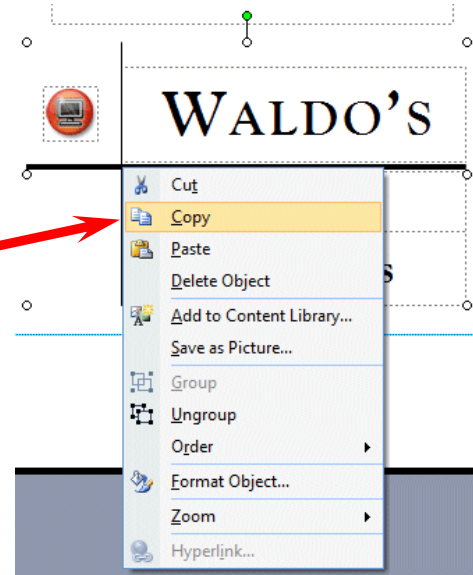 WALDO'S
Cut
Copy
Paste
Delete Object
s
Add to Content Library...
Save as Picture...
Group
Ungroup
Order
Format Object...
Zoom
Hyperlink...